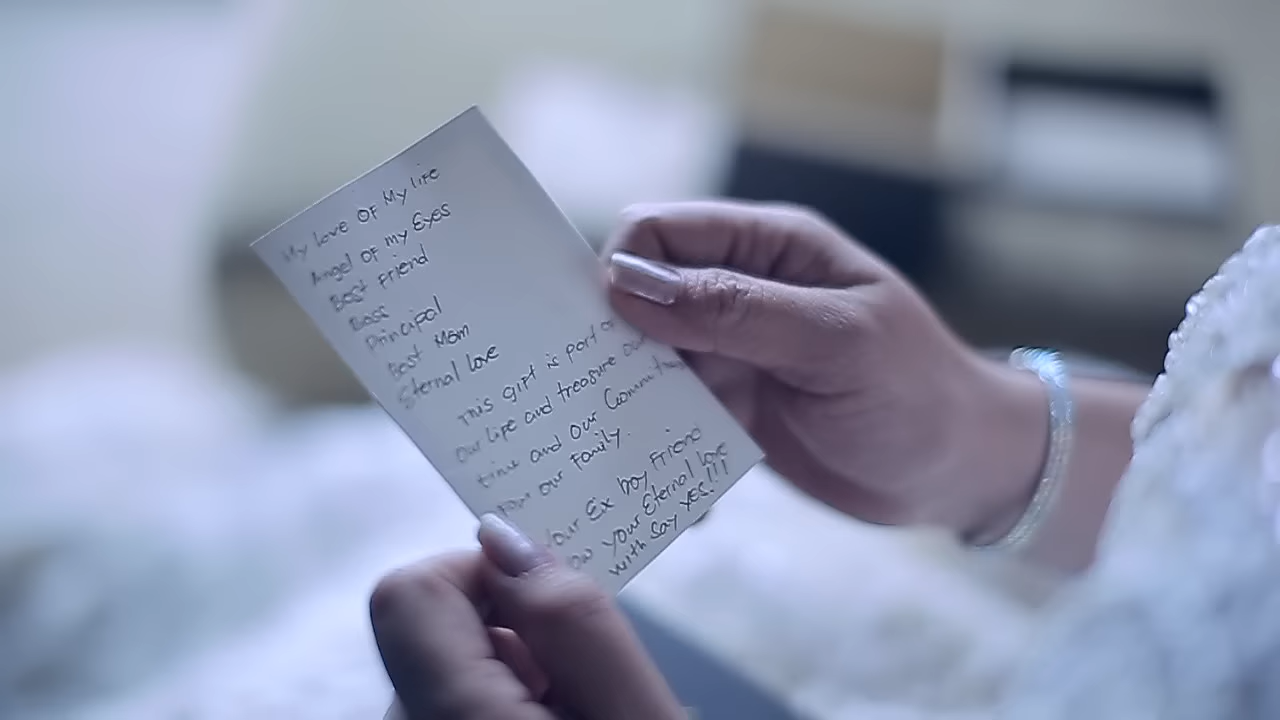 My love Of My life
Angel Of my Eyes
Best Friend
Boss
Principal
Best Mom
Eternal love
This gift is part of
Our life and treasure our
time and Our
For our Family.
Your Ex boy Friend
Now your Eternal love
with say YES!!!